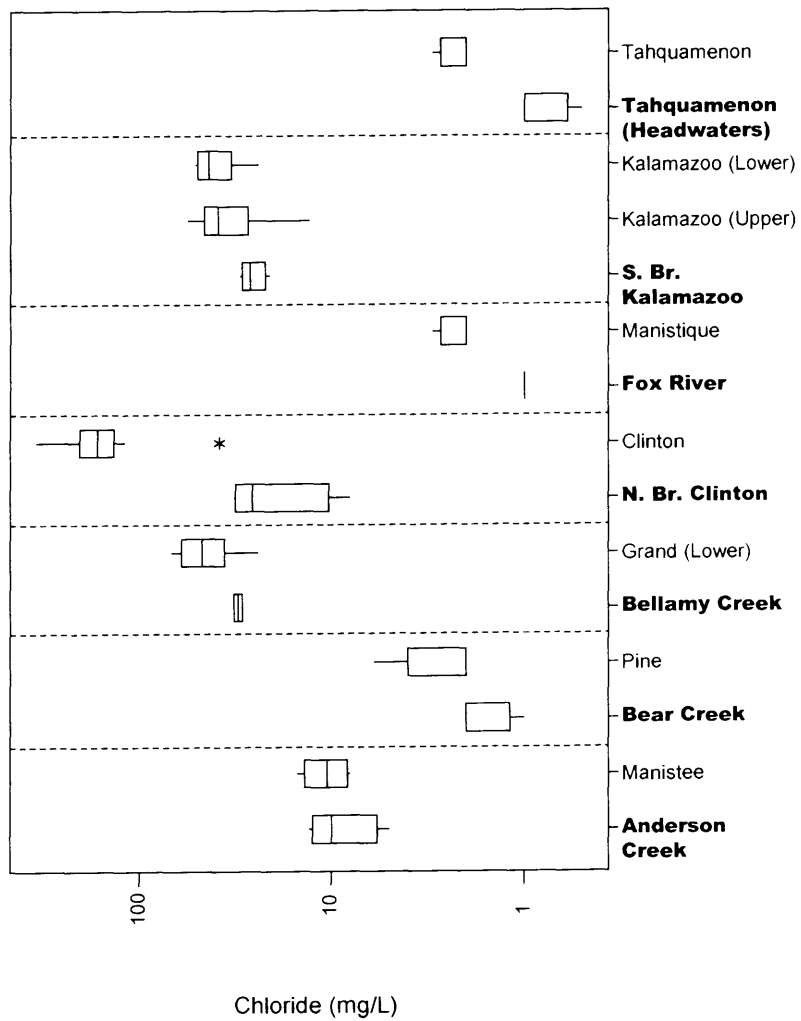 Tahquamenon
Tahquamenon
(Headwaters)
Kalamazoo (Lower)
Kalamazoo (Upper)
S. Br.
Kalamazoo
Manistique
Fox River
Clinton
N. Br. Clinton
Grand (Lower)
Bellamy Creek
Pine
Bear Creek
Manistee
Anderson
Creek
100
10
1
Chloride (mg/L)